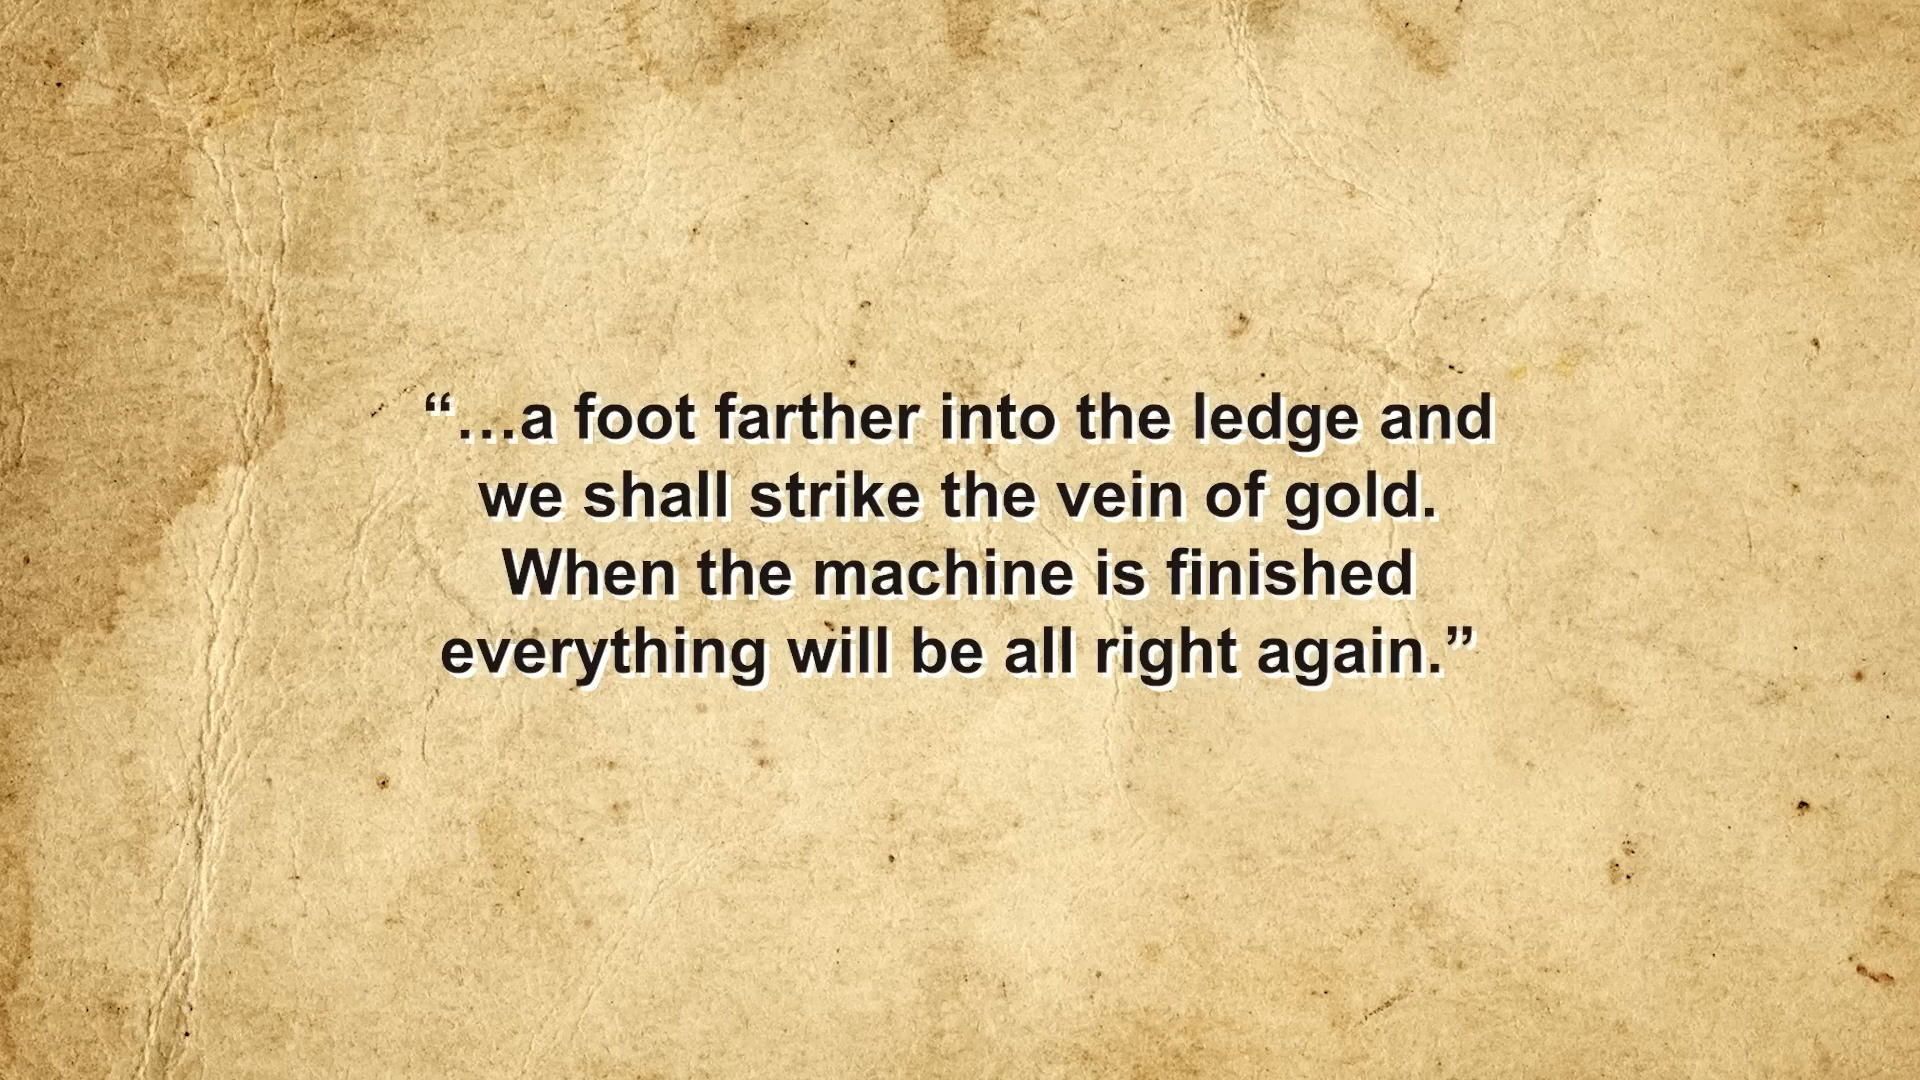 “…a foot farther into the ledge and
we shall strike the vein of gold.
When the machine is finished
everything will be all right again.”